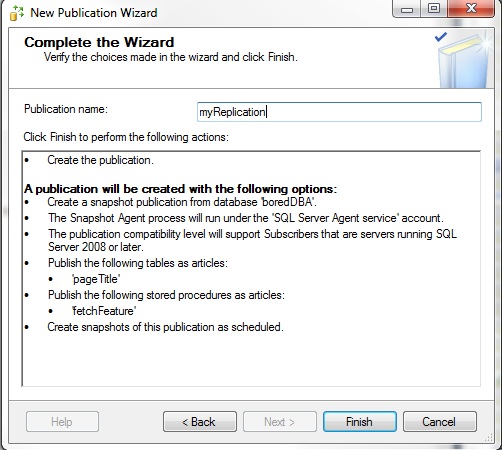 New Publication Wizard
Complete the Wizard
Verify the choices made in the wizard and click Finish.
Publication name:
myReplication
Click Finish to perform the following actions:
• Create the publication.
A publication will be created with the following options:
• Create a snapshot publication from database 'boredDBA'.
• The Snapshot Agent process will run under the 'SQL Server Agent service' account.
• The publication compatibility level will support Subscribers that are servers running SQL
Server 2008 or later.
• Publish the following tables as articles:
• 'pageTitle'
• Publish the following stored procedures as articles:
• 'fetchFeature'
• Create snapshots of this publication as scheduled.
Help
< Back
Next >
Finish
Cancel